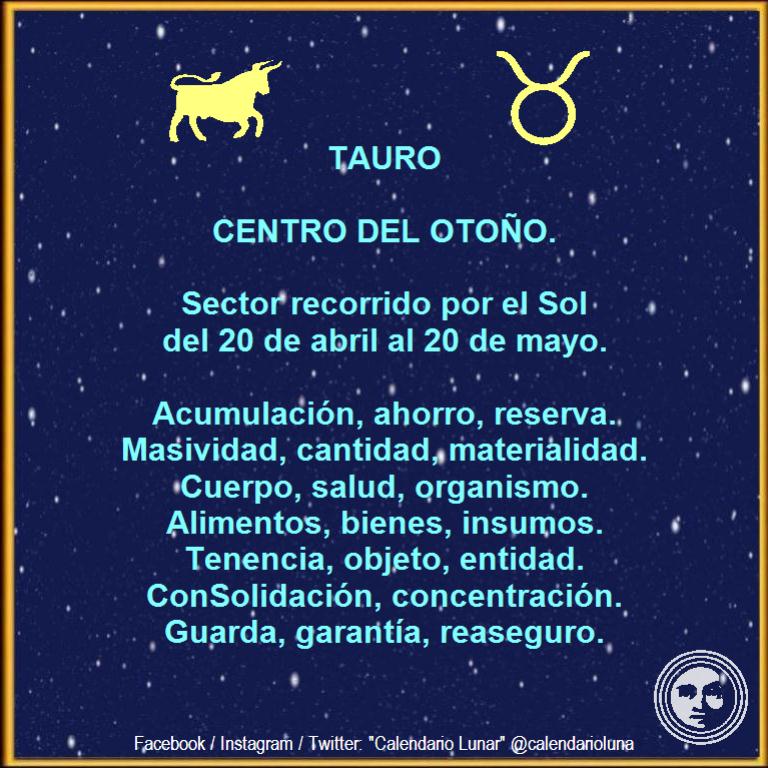 TAURO
CENTRO DEL OTOÑO.
Sector recorrido por el Sol
del 20 de abril al 20 de mayo.
Acumulación, ahorro, reserva.
Masividad, cantidad, materialidad.
Cuerpo, salud, organismo.
Alimentos, bienes, insumos.
Tenencia, objeto, entidad.
ConSolidación, concentración.
Guarda, garantía, reaseguro.
Facebook / Instagram / Twitter: "Calendario Lunar" @calendarioluna